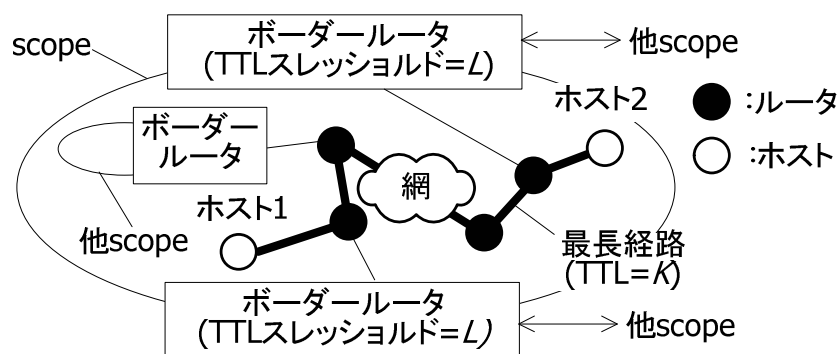 scope
ボーダールータ
(TTLスレッショルド=L)
他scope
ホスト2
:ルータ
:ホスト
ボーダー
ルータ
網
ホスト1
他scope
最長経路
(TTL=K)
ボーダールータ
(TTLスレッショルド=L)
他scope